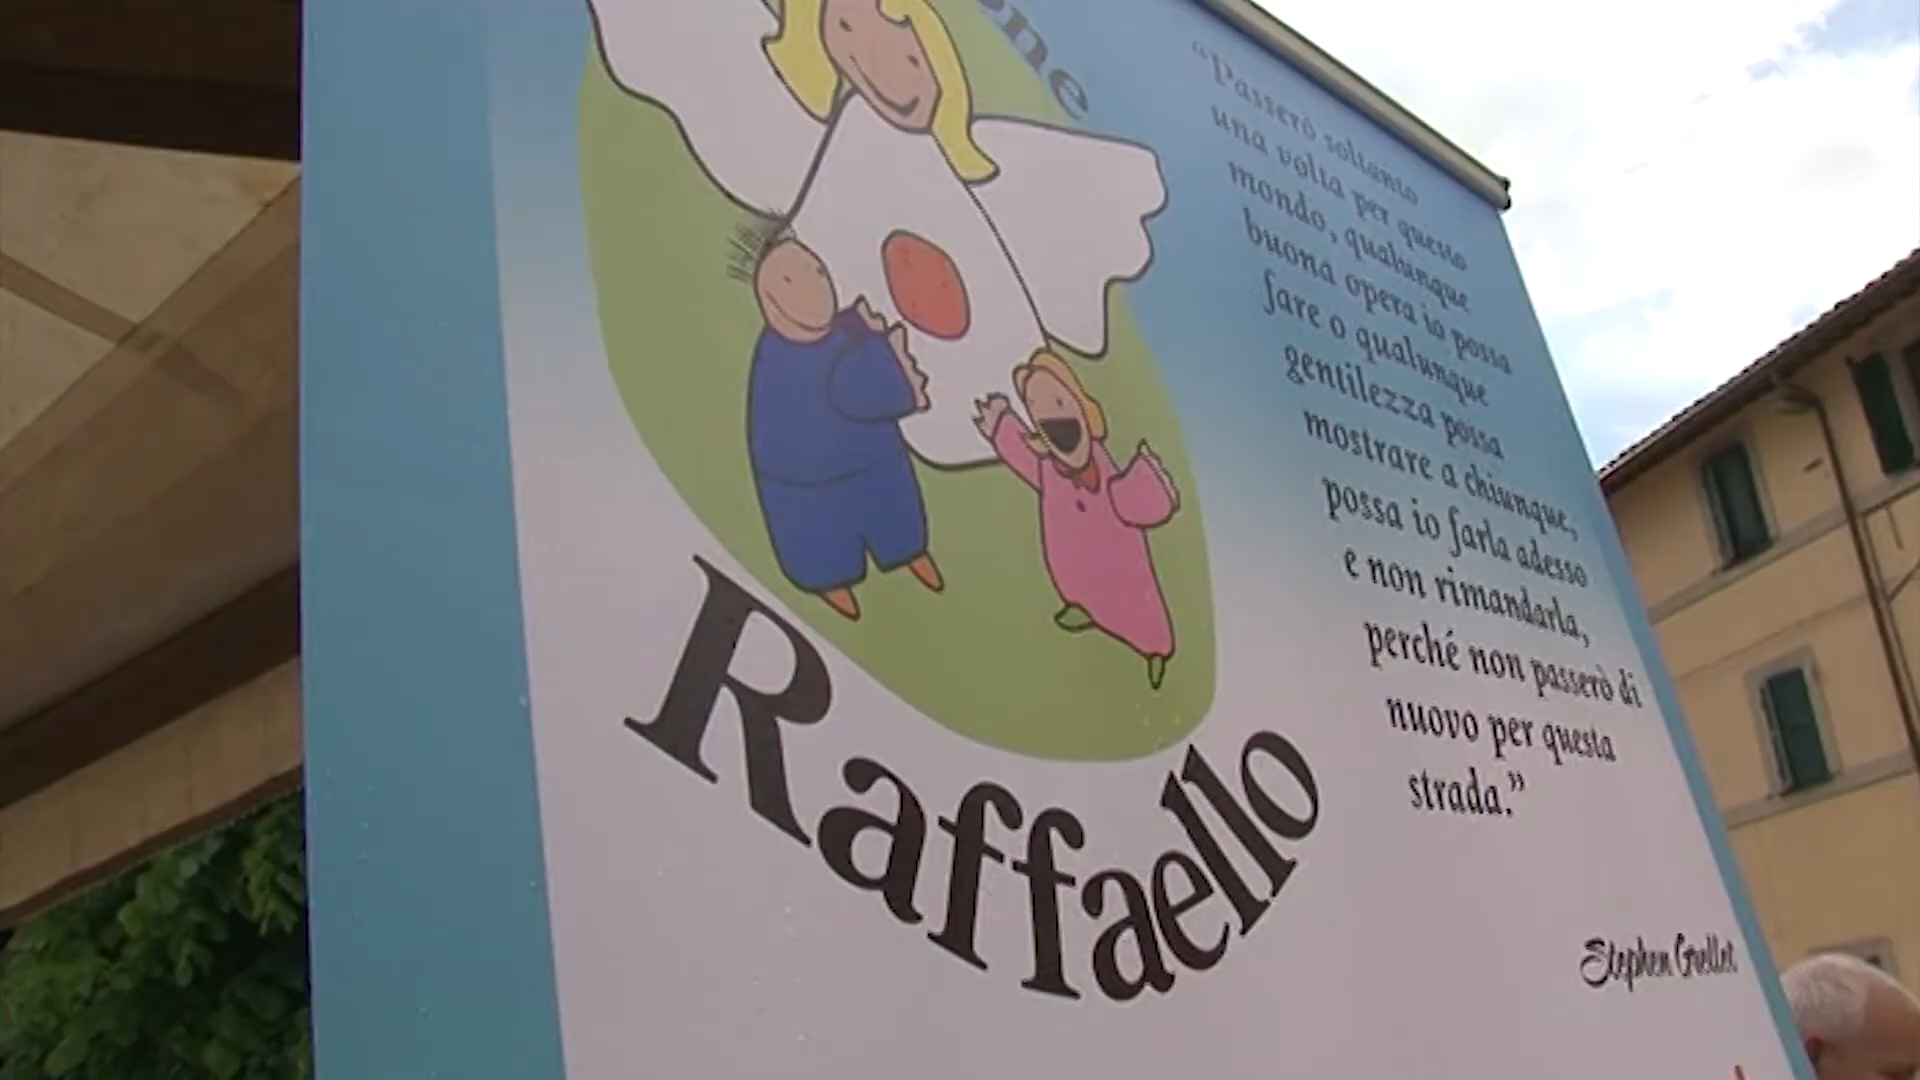 Raffaello
“Passerò soltanto
una volta per questo
mondo, qualunque
buona opera io possa
fare o qualunque
gentilezza possa
mostrare a chiunque,
possa io farla adesso
e non rimandarla,
perché non passerò di
nuovo per questa
strada.”
Stephen Grellet